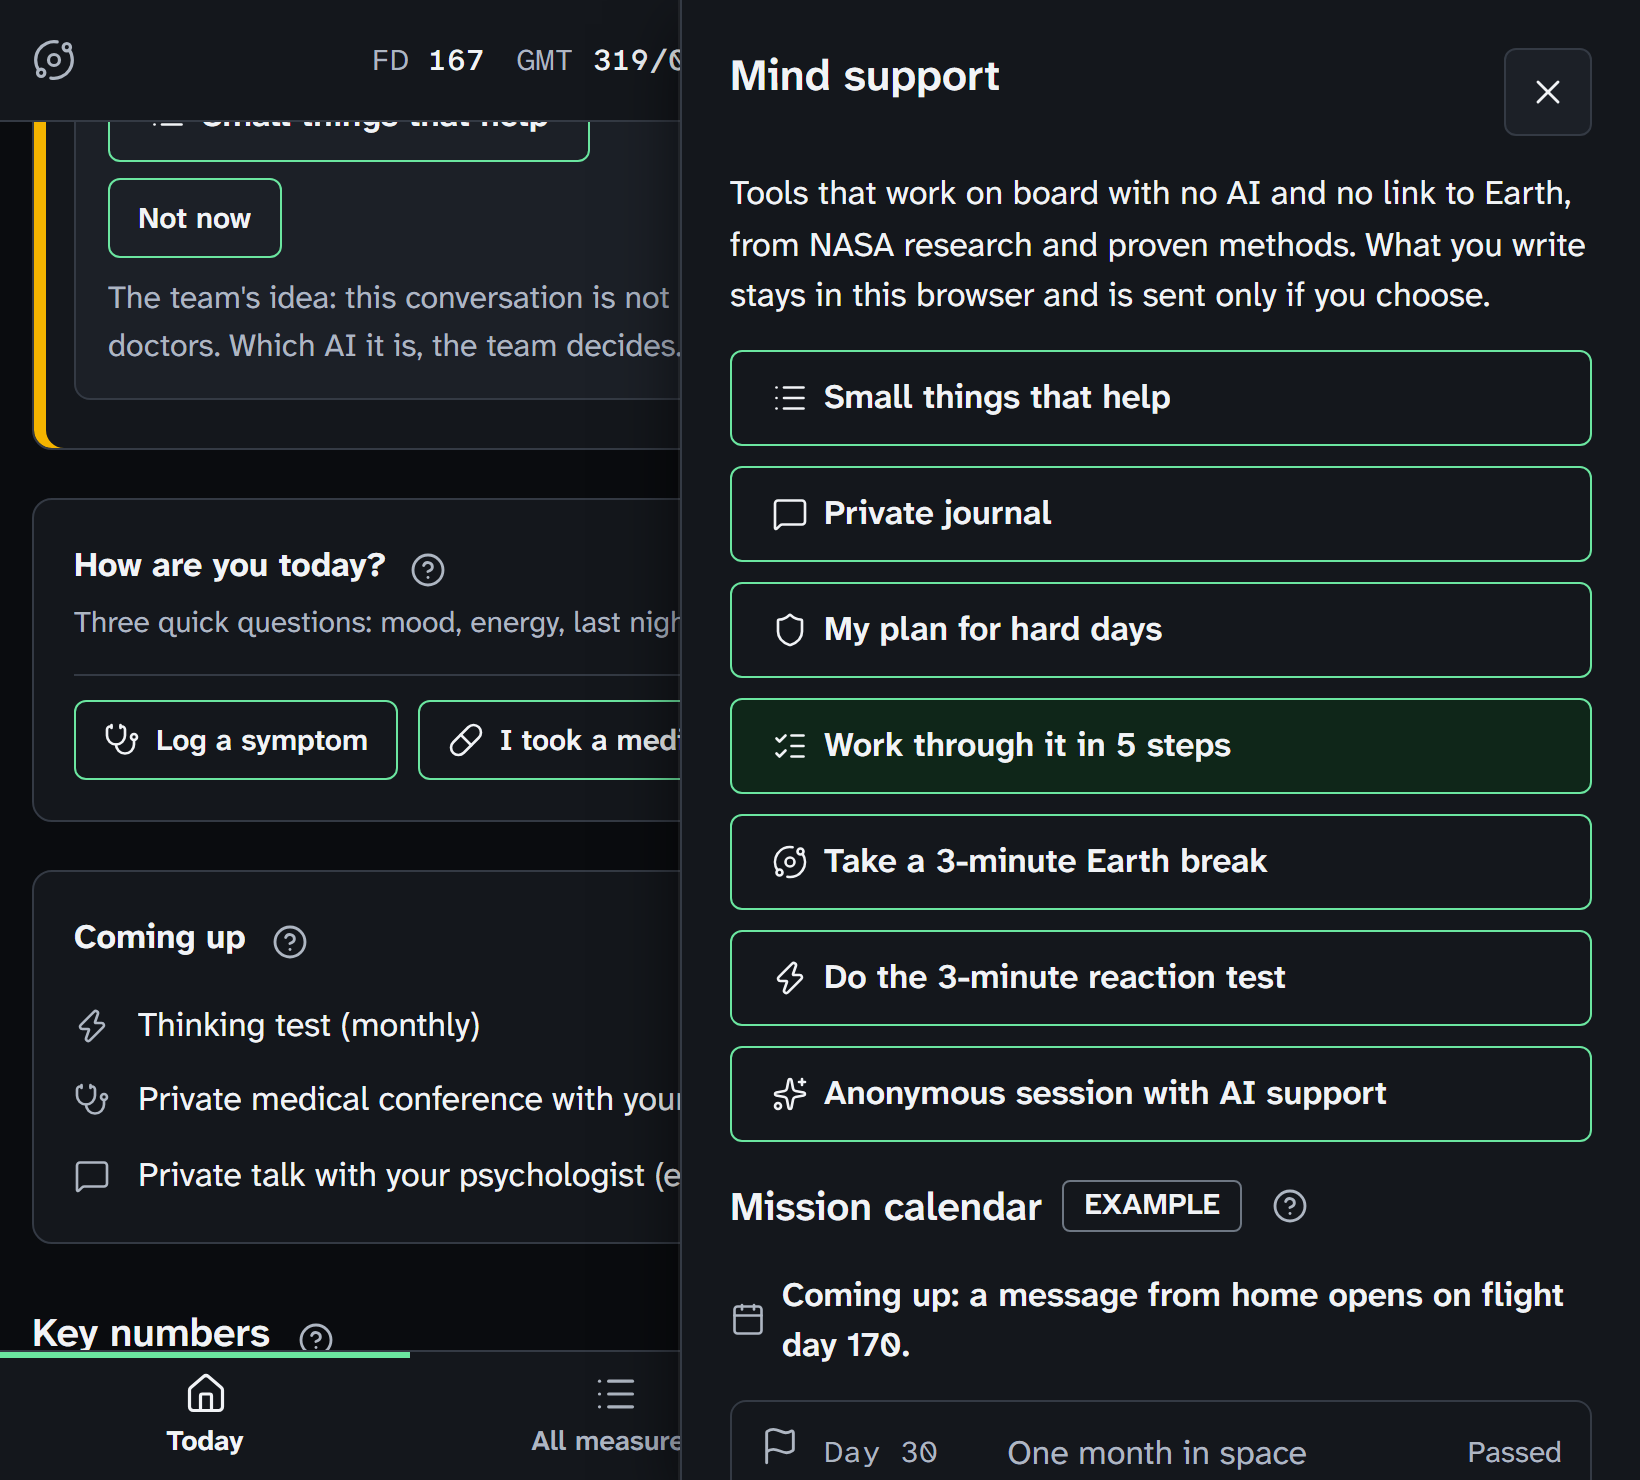 FD 167 GMT 319/0
Small things that help
Not now
The team's idea: this conversation is not
doctors. Which AI it is, the team decides.
How are you today?
Three quick questions: mood, energy, last nigh
Log a symptom
I took a medi
Coming up
Thinking test (monthly)
Private medical conference with your
Private talk with your psychologist (e
Key numbers
Today
All measure
Mind support
Tools that work on board with no AI and no link to Earth,
from NASA research and proven methods. What you write
stays in this browser and is sent only if you choose.
Small things that help
Private journal
My plan for hard days
Work through it in 5 steps
Take a 3-minute Earth break
Do the 3-minute reaction test
Anonymous session with AI support
Mission calendar EXAMPLE
Coming up: a message from home opens on flight
day 170.
Day 30 One month in space Passed